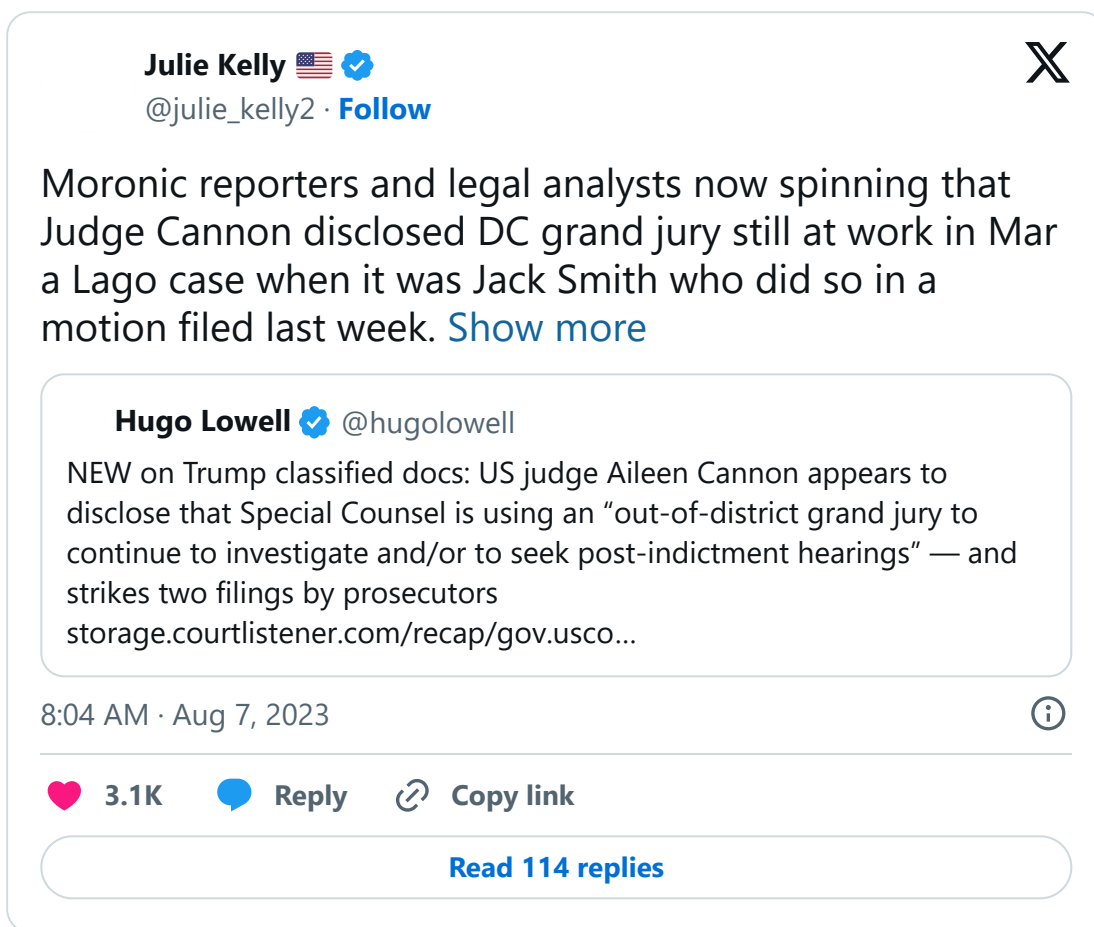 Julie Kelly 🇺🇸
@julie_kelly2 · Follow
Moronic reporters and legal analysts now spinning that
Judge Cannon disclosed DC grand jury still at work in Mar
a Lago case when it was Jack Smith who did so in a
motion filed last week. Show more
Hugo Lowell @hugolowell
NEW on Trump classified docs: US judge Aileen Cannon appears to
disclose that Special Counsel is using an “out-of-district grand jury to
continue to investigate and/or to seek post-indictment hearings” — and
strikes two filings by prosecutors
storage.courtlistener.com/recap/gov.usco…
8:04 AM · Aug 7, 2023
3.1K Reply Copy link
Read 114 replies